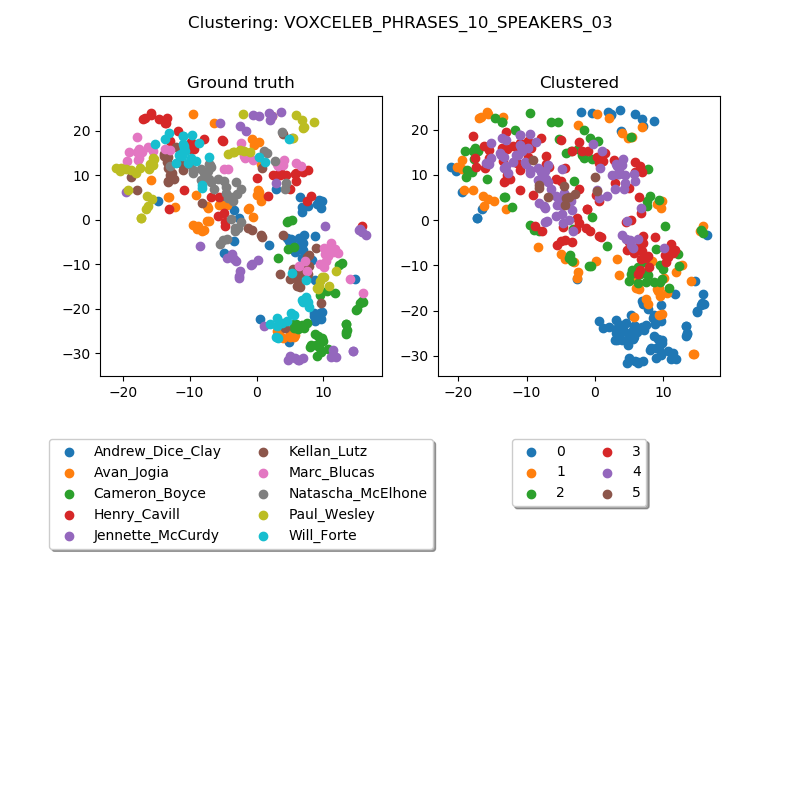 Clustering: VOXCELEB_PHRASES_10_SPEAKERS_03
Ground truth
20
10
0
−10
−20
−30
−20
−10
0
10
Clustered
20
10
0
−10
−20
−30
−20
−10
0
10
Andrew_Dice_Clay
Avan_Jogia
Cameron_Boyce
Henry_Cavill
Jennette_McCurdy
Kellan_Lutz
Marc_Blucas
Natascha_McElhone
Paul_Wesley
Will_Forte
0
1
2
3
4
5